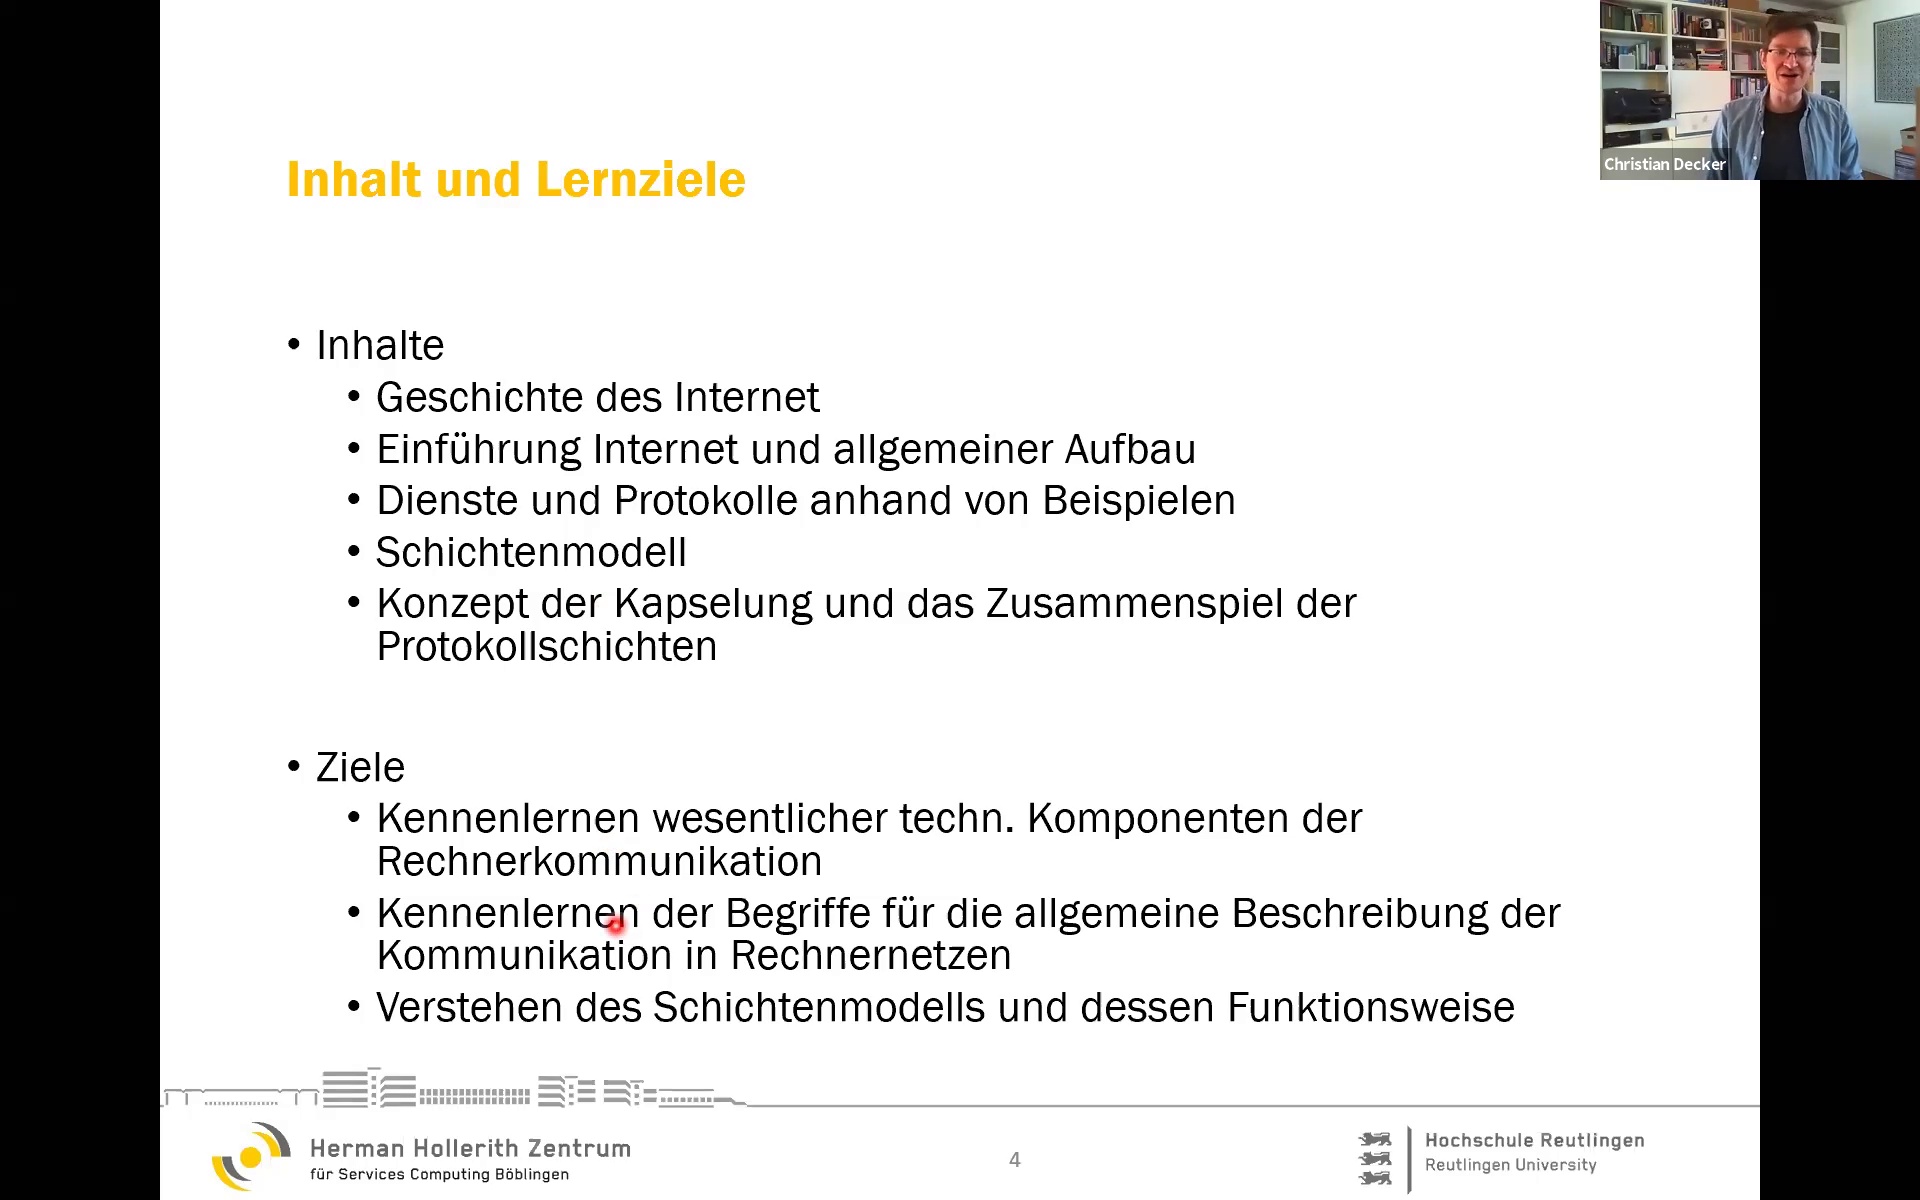 Christian Decker
Inhalt und Lernziele
• Inhalte
• Geschichte des Internet
• Einführung Internet und allgemeiner Aufbau
• Dienste und Protokolle anhand von Beispielen
• Schichtenmodell
• Konzept der Kapselung und das Zusammenspiel der
Protokollschichten
• Ziele
• Kennenlernen wesentlicher techn. Komponenten der
Rechnerkommunikation
• Kennenlernen der Begriffe für die allgemeine Beschreibung der
Kommunikation in Rechnernetzen
• Verstehen des Schichtenmodells und dessen Funktionsweise
Herman Hollerith Zentrum
für Services Computing Böblingen
4
Hochschule Reutlingen
Reutlingen University